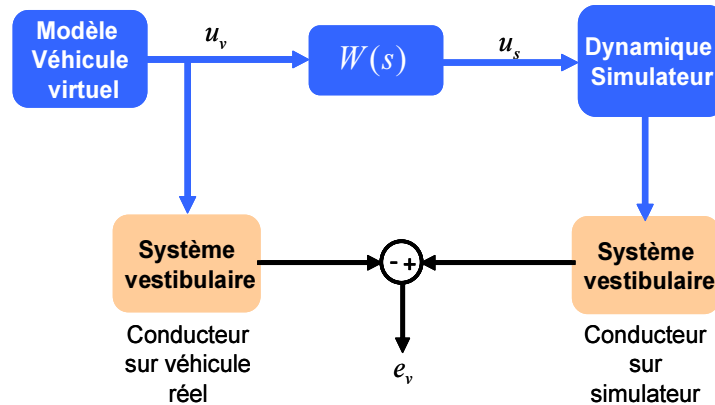 Modèle
Véhicule
virtuel
u_v
W(s)
u_s
Dynamique
Simulateur
Système
vestibulaire
- +
Système
vestibulaire
Conducteur
sur véhicule
réel
e_v
Conducteur
sur
simulateur